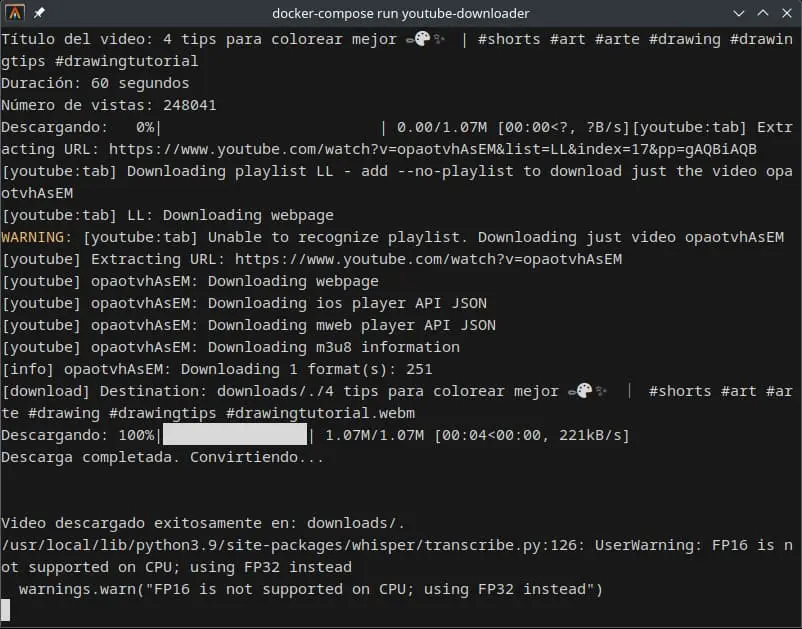 docker-compose run youtube-downloader
Título del video: 4 tips para colorear mejor ✏️🎨✨ | #shorts #art #arte #drawing #drawin
gtips #drawingtutorial
Duración: 60 segundos
Número de vistas: 248041
Descargando:   0%|                        | 0.00/1.07M [00:00<?, ?B/s][youtube:tab] Extr
acting URL: https://www.youtube.com/watch?v=opaotvhAsEM&list=LL&index=17&pp=gAQBiAQB
[youtube:tab] Downloading playlist LL - add --no-playlist to download just the video opa
otvhAsEM
[youtube:tab] LL: Downloading webpage
WARNING: [youtube:tab] Unable to recognize playlist. Downloading just video opaotvhAsEM
[youtube] Extracting URL: https://www.youtube.com/watch?v=opaotvhAsEM
[youtube] opaotvhAsEM: Downloading webpage
[youtube] opaotvhAsEM: Downloading ios player API JSON
[youtube] opaotvhAsEM: Downloading mweb player API JSON
[youtube] opaotvhAsEM: Downloading m3u8 information
[info] opaotvhAsEM: Downloading 1 format(s): 251
[download] Destination: downloads/./4 tips para colorear mejor ✏️🎨✨ ｜ #shorts #art #ar
te #drawing #drawingtips #drawingtutorial.webm
Descargando: 100%|████████████████| 1.07M/1.07M [00:04<00:00, 221kB/s]
Descarga completada. Convirtiendo...
Video descargado exitosamente en: downloads/.
/usr/local/lib/python3.9/site-packages/whisper/transcribe.py:126: UserWarning: FP16 is n
ot supported on CPU; using FP32 instead
  warnings.warn("FP16 is not supported on CPU; using FP32 instead")